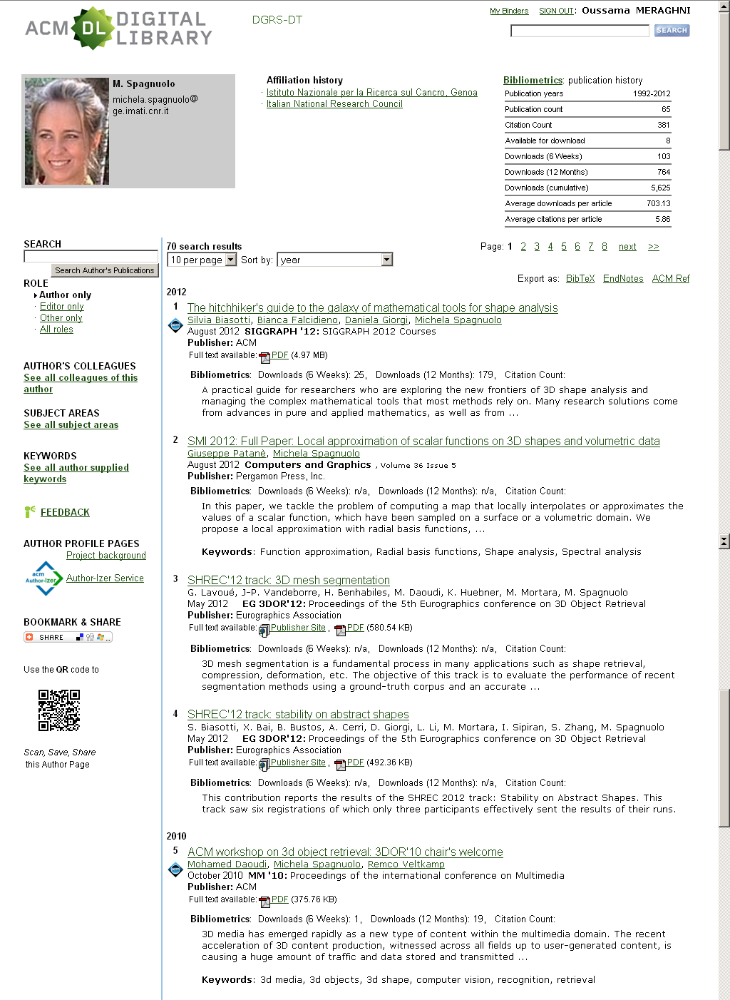 ACM DL DIGITAL LIBRARY
DGRS-DT
My Binders SIGN OUT: Oussama MERAGHNI
SEARCH
M. Spagnuolo
michela.spagnuolo@
ge.imati.cnr.it
Affiliation history
· Istituto Nazionale per la Ricerca sul Cancro, Genoa
· Italian National Research Council
Bibliometrics: publication history
Publication years 1992-2012
Publication count 65
Citation Count 381
Available for download 8
Downloads (6 Weeks) 103
Downloads (12 Months) 764
Downloads (cumulative) 5,625
Average downloads per article 703.13
Average citations per article 5.86
SEARCH
Search Author's Publications
ROLE
Author only
· Editor only
· Other only
· All roles
AUTHOR'S COLLEAGUES
See all colleagues of this
author
SUBJECT AREAS
See all subject areas
KEYWORDS
See all author supplied
keywords
FEEDBACK
AUTHOR PROFILE PAGES
Project background
acm
Author-Izer
Author-Izer Service
BOOKMARK & SHARE
SHARE ...
Use the QR code to
Scan, Save, Share
this Author Page
70 search results
10 per page Sort by: year
Page: 1 2 3 4 5 6 7 8 next >>
Export as: BibTeX EndNotes ACM Ref
2012
1 The hitchhiker's guide to the galaxy of mathematical tools for shape analysis
Silvia Biasotti, Bianca Falcidieno, Daniela Giorgi, Michela Spagnuolo
August 2012 SIGGRAPH '12: SIGGRAPH 2012 Courses
Publisher: ACM
Full text available: PDF (4.97 MB)
Bibliometrics: Downloads (6 Weeks): 25, Downloads (12 Months): 179, Citation Count:
A practical guide for researchers who are exploring the new frontiers of 3D shape analysis and
managing the complex mathematical tools that most methods rely on. Many research solutions come
from advances in pure and applied mathematics, as well as from ...
2 SMI 2012: Full Paper: Local approximation of scalar functions on 3D shapes and volumetric data
Giuseppe Patanè, Michela Spagnuolo
August 2012 Computers and Graphics , Volume 36 Issue 5
Publisher: Pergamon Press, Inc.
Bibliometrics: Downloads (6 Weeks): n/a, Downloads (12 Months): n/a, Citation Count:
In this paper, we tackle the problem of computing a map that locally interpolates or approximates the
values of a scalar function, which have been sampled on a surface or a volumetric domain. We
propose a local approximation with radial basis functions, ...
Keywords: Function approximation, Radial basis functions, Shape analysis, Spectral analysis
3 SHREC'12 track: 3D mesh segmentation
G. Lavoué, J-P. Vandeborre, H. Benhabiles, M. Daoudi, K. Huebner, M. Mortara, M. Spagnuolo
May 2012 EG 3DOR'12: Proceedings of the 5th Eurographics conference on 3D Object Retrieval
Publisher: Eurographics Association
Full text available: Publisher Site , PDF (580.54 KB)
Bibliometrics: Downloads (6 Weeks): n/a, Downloads (12 Months): n/a, Citation Count:
3D mesh segmentation is a fundamental process in many applications such as shape retrieval,
compression, deformation, etc. The objective of this track is to evaluate the performance of recent
segmentation methods using a ground-truth corpus and an accurate ...
4 SHREC'12 track: stability on abstract shapes
S. Biasotti, X. Bai, B. Bustos, A. Cerri, D. Giorgi, L. Li, M. Mortara, I. Sipiran, S. Zhang, M. Spagnuolo
May 2012 EG 3DOR'12: Proceedings of the 5th Eurographics conference on 3D Object Retrieval
Publisher: Eurographics Association
Full text available: Publisher Site , PDF (492.36 KB)
Bibliometrics: Downloads (6 Weeks): n/a, Downloads (12 Months): n/a, Citation Count:
This contribution reports the results of the SHREC 2012 track: Stability on Abstract Shapes. This
track saw six registrations of which only three participants effectively sent the results of their runs.
2010
5 ACM workshop on 3d object retrieval: 3DOR'10 chair's welcome
Mohamed Daoudi, Michela Spagnuolo, Remco Veltkamp
October 2010 MM '10: Proceedings of the international conference on Multimedia
Publisher: ACM
Full text available: PDF (375.76 KB)
Bibliometrics: Downloads (6 Weeks): 1, Downloads (12 Months): 19, Citation Count:
3D media has emerged rapidly as a new type of content within the multimedia domain. The recent
acceleration of 3D content production, witnessed across all fields up to user-generated content, is
causing a huge amount of traffic and data stored and transmitted ...
Keywords: 3d media, 3d objects, 3d shape, computer vision, recognition, retrieval